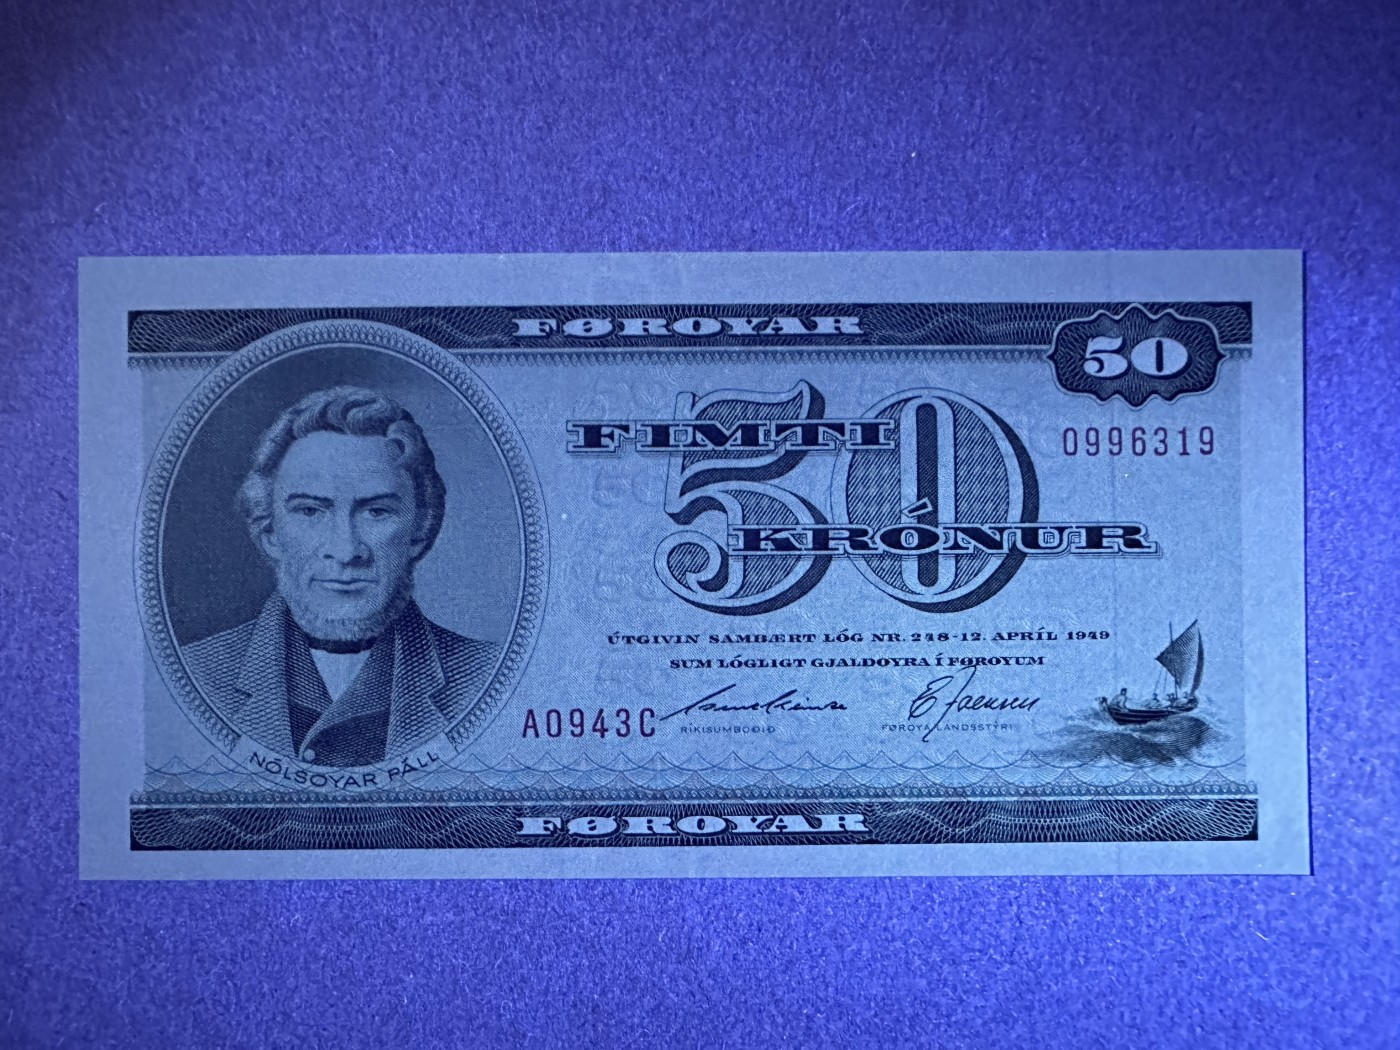 FØROYAR
50
FIMTI
50
0996319
KRÓNUR
ÚTGIVIN SAMBÆRT LÓG NR. 248-12. APRÍL 1949
SUM LÓGLIGT GJALDOYRA Í FØROYUM
A0943C
RÍKISUMBOÐIÐ
FØROYA LANDSSTÝRI
NÓLSOYAR PÁLL
FØROYAR